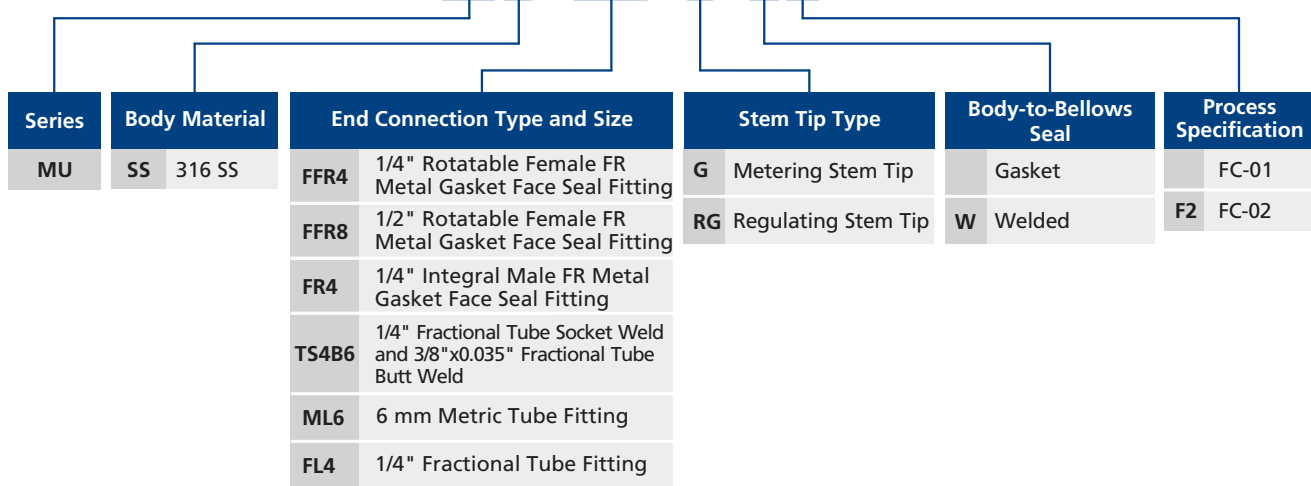 Series
MU
Body Material
SS 316 SS
End Connection Type and Size
FFR4 1/4" Rotatable Female FR
Metal Gasket Face Seal Fitting
FFR8 1/2" Rotatable Female FR
Metal Gasket Face Seal Fitting
FR4 1/4" Integral Male FR Metal
Gasket Face Seal Fitting
TS4B6 1/4" Fractional Tube Socket Weld
and 3/8"x0.035" Fractional Tube
Butt Weld
ML6 6 mm Metric Tube Fitting
FL4 1/4" Fractional Tube Fitting
Stem Tip Type
G Metering Stem Tip
RG Regulating Stem Tip
Body-to-Bellows
Seal
Gasket
W Welded
Process
Specification
FC-01
F2 FC-02